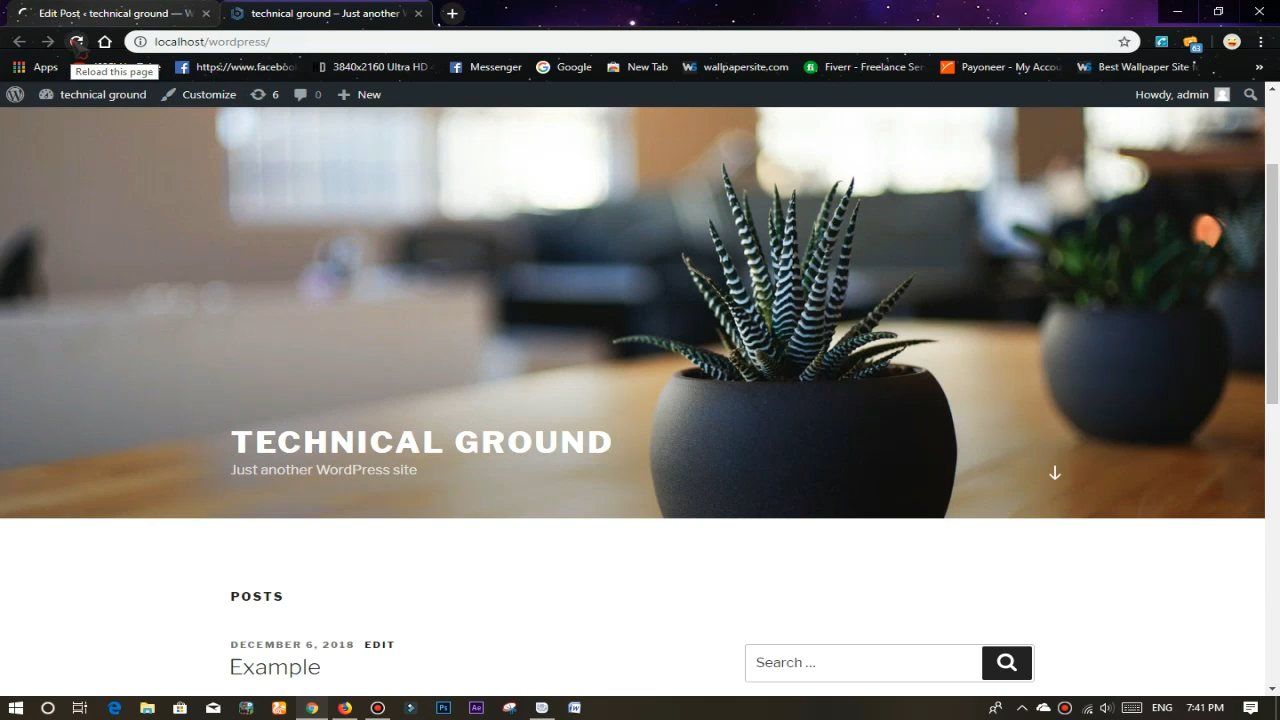 Edit Post ‹ technical ground — W
technical ground – Just another
localhost/wordpress/
63
Apps
https://www.facebo
3840x2160 Ultra HD -
Messenger
Google
New Tab
wallpapersite.com
Fiverr - Freelance Ser
Payoneer - My Accou
Best Wallpaper Site f
»
Reload this page
technical ground
Customize
6
0
New
Howdy, admin
TECHNICAL GROUND
Just another WordPress site
POSTS
DECEMBER 6, 2018 EDIT
Example
Search ...
Ps
Ae
ENG
7:41 PM